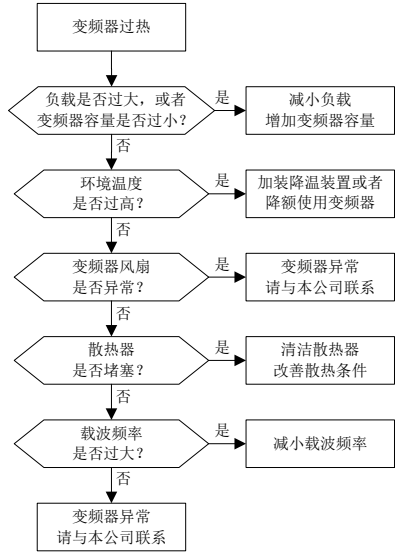 变频器过热
负载是否过大，或者
变频器容量是否过小？
是
减小负载
增加变频器容量
否
环境温度
是否过高？
是
加装降温装置或者
降额使用变频器
否
变频器风扇
是否异常？
是
变频器异常
请与本公司联系
否
散热器
是否堵塞？
是
清洁散热器
改善散热条件
否
载波频率
是否过大？
是
减小载波频率
否
变频器异常
请与本公司联系